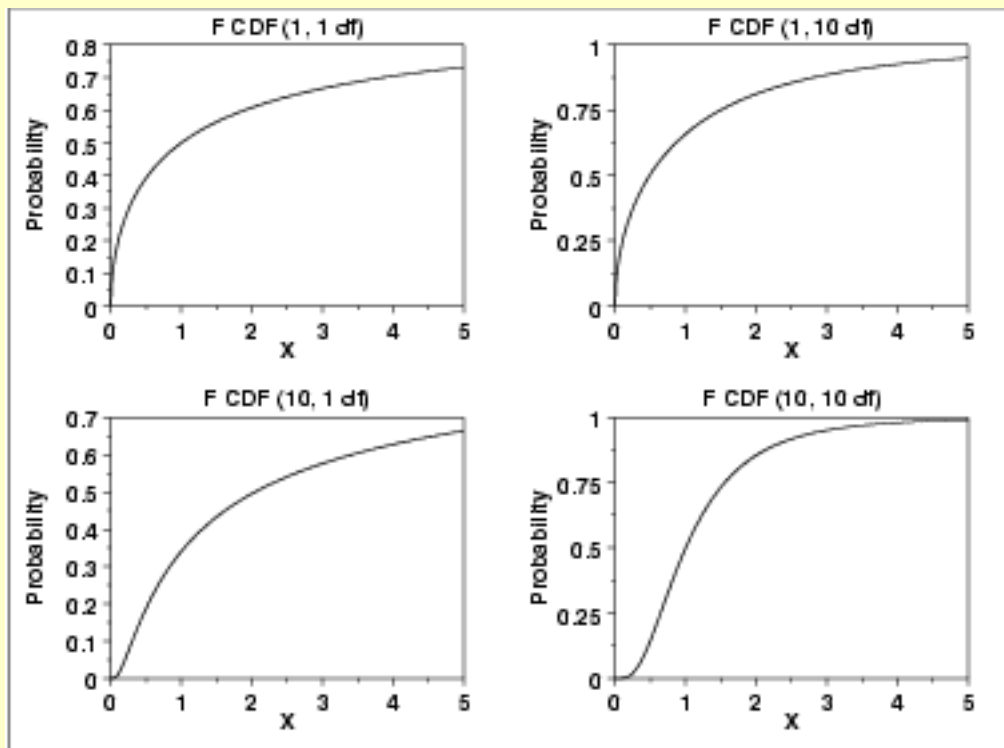 F CDF (1, 1 df)
0.8
0.7
0.6
0.5
0.4
0.3
0.2
0.1
0
Probability
0 1 2 3 4 5
X
F CDF (1, 10 df)
1
0.75
0.5
0.25
0
Probability
0 1 2 3 4 5
X
F CDF (10, 1 df)
0.7
0.6
0.5
0.4
0.3
0.2
0.1
0
Probability
0 1 2 3 4 5
X
F CDF (10, 10 df)
1
0.75
0.5
0.25
0
Probability
0 1 2 3 4 5
X